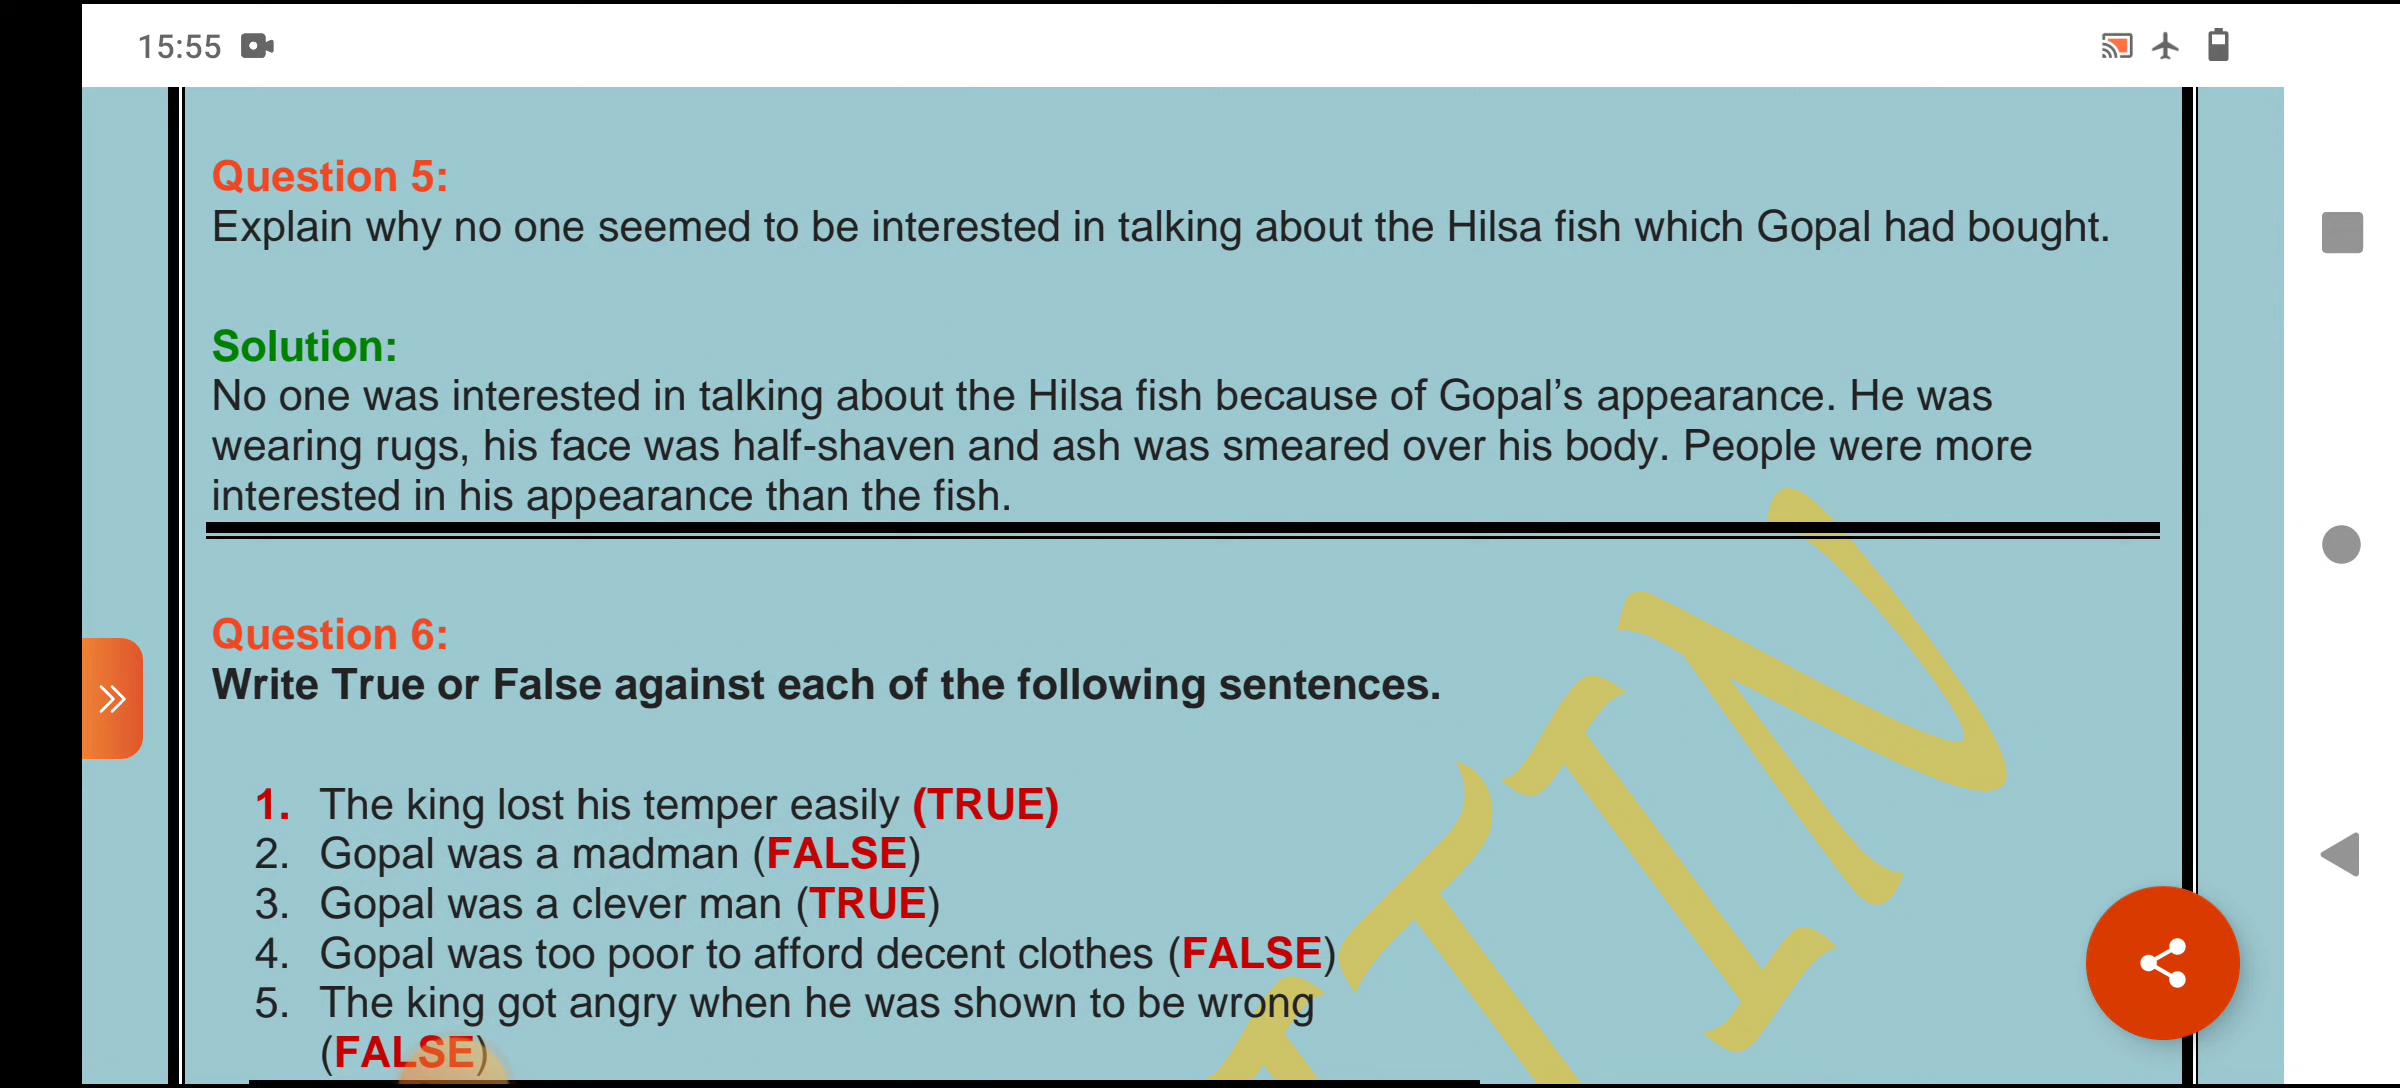 15:55
Question 5:
Explain why no one seemed to be interested in talking about the Hilsa fish which Gopal had bought.
Solution:
No one was interested in talking about the Hilsa fish because of Gopal’s appearance. He was
wearing rugs, his face was half-shaven and ash was smeared over his body. People were more
interested in his appearance than the fish.
Question 6:
Write True or False against each of the following sentences.
1. The king lost his temper easily (TRUE)
2. Gopal was a madman (FALSE)
3. Gopal was a clever man (TRUE)
4. Gopal was too poor to afford decent clothes (FALSE)
5. The king got angry when he was shown to be wrong
(FALSE)
TIN